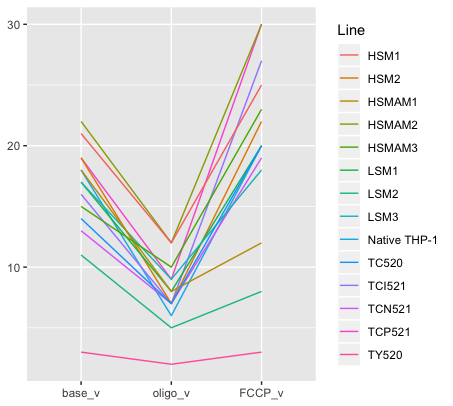 30
20
10
base_v oligo_v FCCP_v
Line
HSM1
HSM2
HSMAM1
HSMAM2
HSMAM3
LSM1
LSM2
LSM3
Native THP-1
TC520
TCI521
TCN521
TCP521
TY520